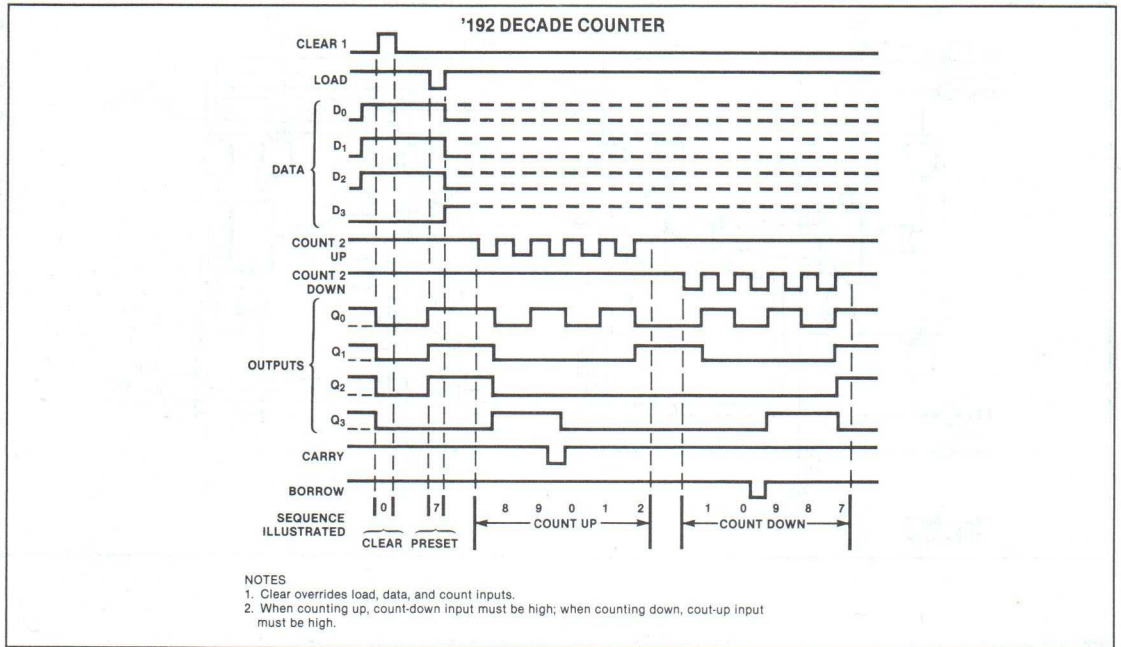 '192 DECADE COUNTER
CLEAR 1
LOAD
D0
D1
DATA
D2
D3
COUNT 2
UP
COUNT 2
DOWN
Q0
Q1
OUTPUTS
Q2
Q3
CARRY
BORROW
SEQUENCE
ILLUSTRATED
0 7 8 9 0 1 2 1 0 9 8 7
COUNT UP COUNT DOWN
CLEAR PRESET
NOTES
1. Clear overrides load, data, and count inputs.
2. When counting up, count-down input must be high; when counting down, cout-up input
must be high.